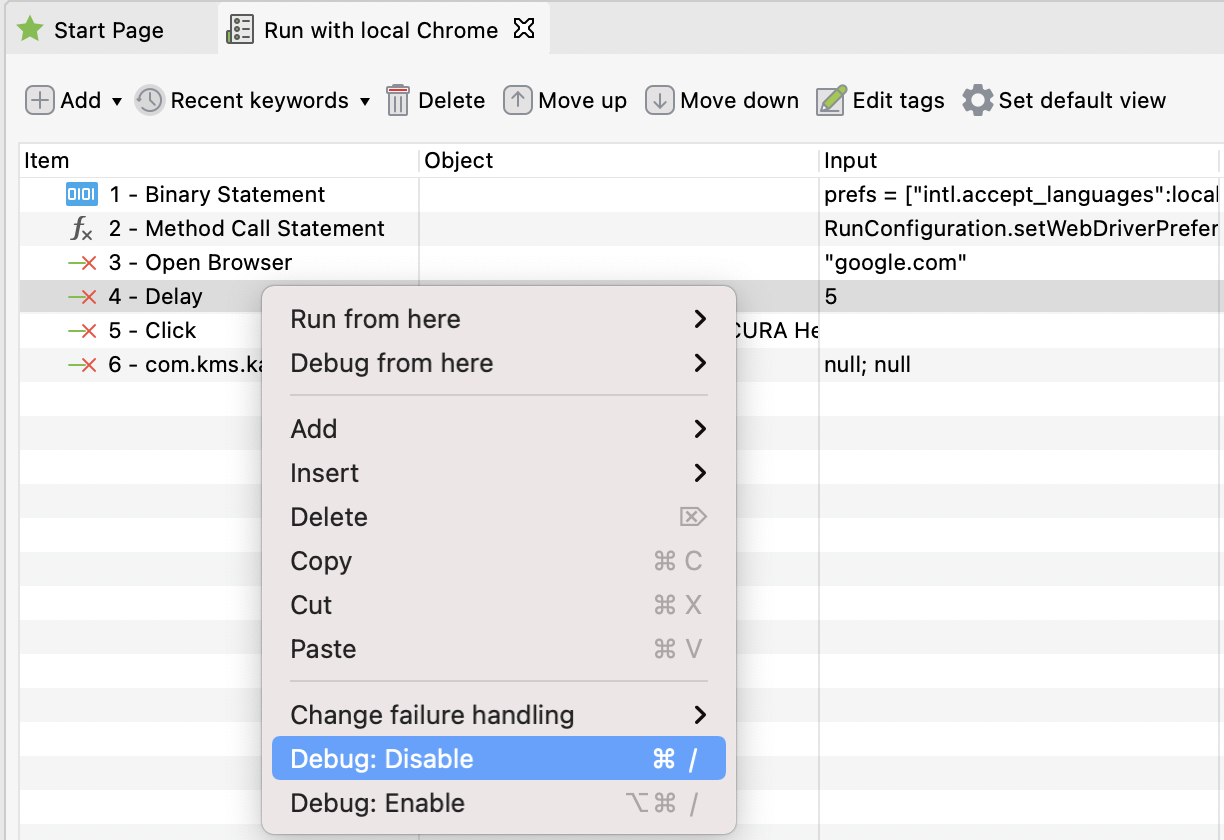 Start Page
Run with local Chrome
Add
Recent keywords
Delete
Move up
Move down
Edit tags
Set default view
Item Object Input
0101 1 - Binary Statement prefs = ["intl.accept_languages":local
fx 2 - Method Call Statement RunConfiguration.setWebDriverPrefer
3 - Open Browser "google.com"
4 - Delay 5
5 - Click CURA He
6 - com.kms.ka null; null
Run from here
Debug from here
Add
Insert
Delete
Copy ⌘ C
Cut ⌘ X
Paste ⌘ V
Change failure handling
Debug: Disable ⌘ /
Debug: Enable ⌥⌘ /